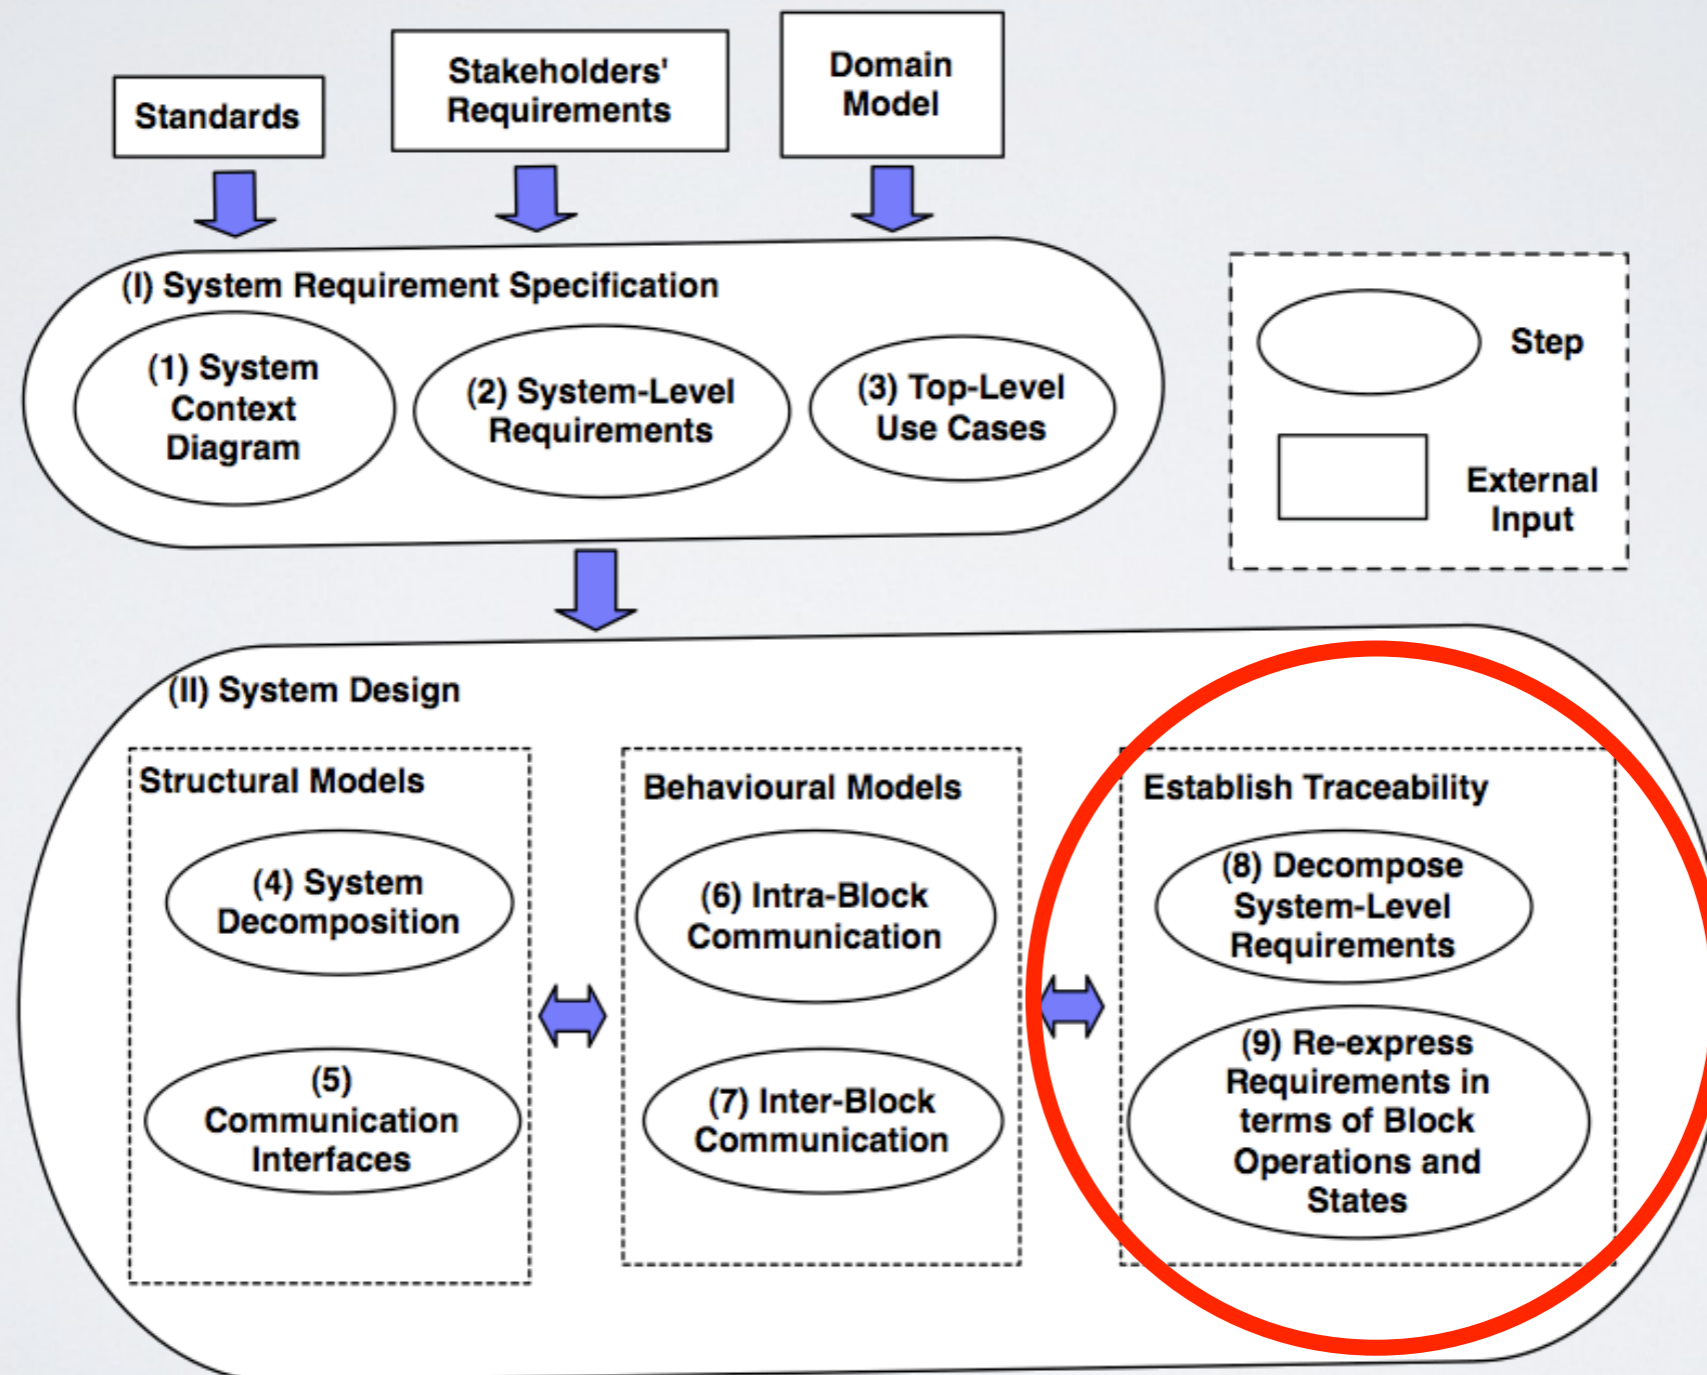 Standards
Stakeholders'
Requirements
Domain
Model
(I) System Requirement Specification
(1) System
Context
Diagram
(2) System-Level
Requirements
(3) Top-Level
Use Cases
Step
External
Input
(II) System Design
Structural Models
(4) System
Decomposition
(5)
Communication
Interfaces
Behavioural Models
(6) Intra-Block
Communication
(7) Inter-Block
Communication
Establish Traceability
(8) Decompose
System-Level
Requirements
(9) Re-express
Requirements in
terms of Block
Operations and
States